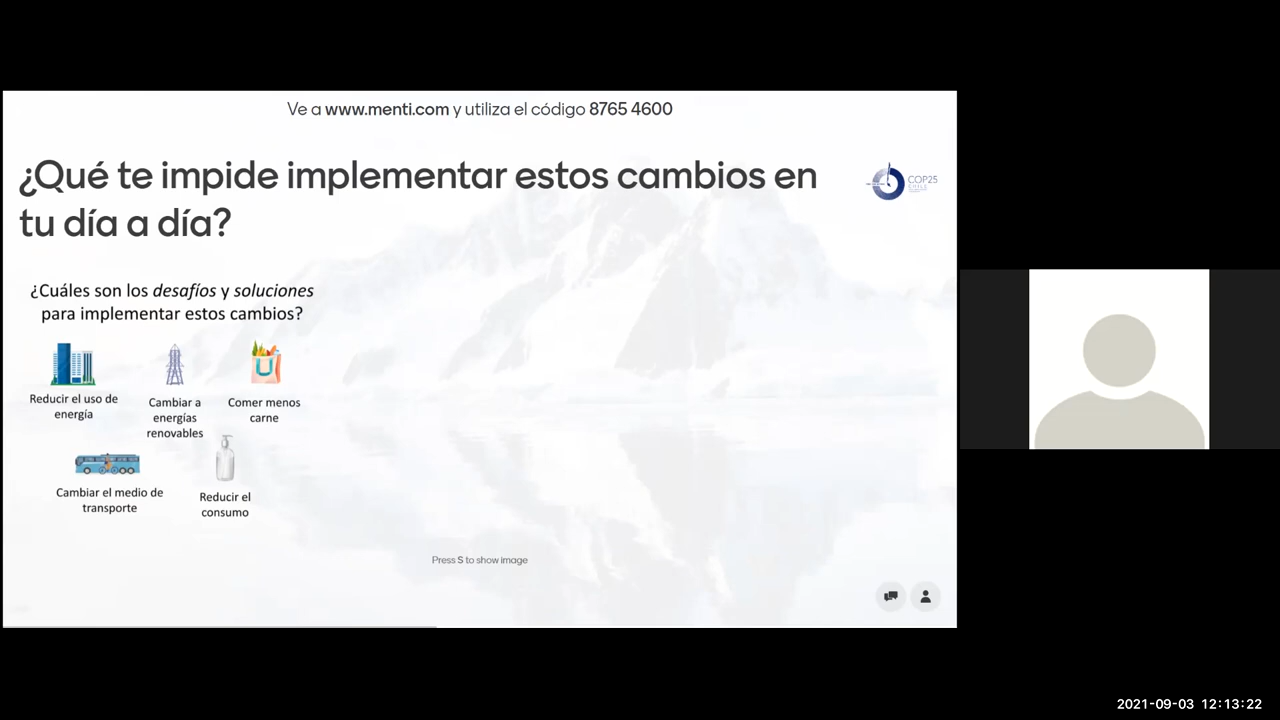 Ve a www.menti.com y utiliza el código 8765 4600
¿Qué te impide implementar estos cambios en
tu día a día?
COP25
CHILE
¿Cuáles son los desafíos y soluciones
para implementar estos cambios?
Reducir el uso de
energía
Cambiar a
energías
renovables
Comer menos
carne
Cambiar el medio de
transporte
Reducir el
consumo
Press S to show image
2021-09-03 12:13:22